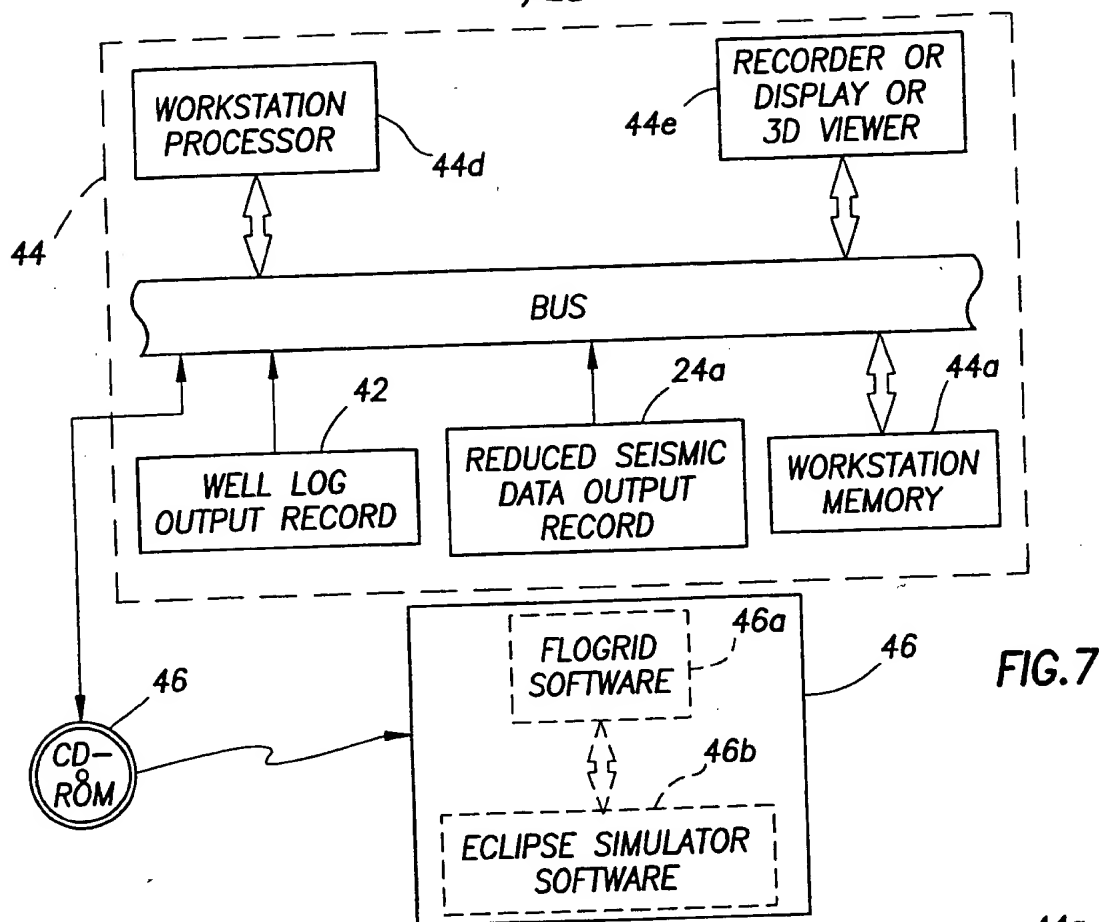 WORKSTATION
PROCESSOR
44d
RECORDER OR
DISPLAY OR
3D VIEWER
44e
44
BUS
42
24a
44a
WELL LOG
OUTPUT RECORD
REDUCED SEISMIC
DATA OUTPUT
RECORD
WORKSTATION
MEMORY
46
CD-
ROM
FLOGRID
SOFTWARE
46a
46
46b
ECLIPSE SIMULATOR
SOFTWARE
FIG.7